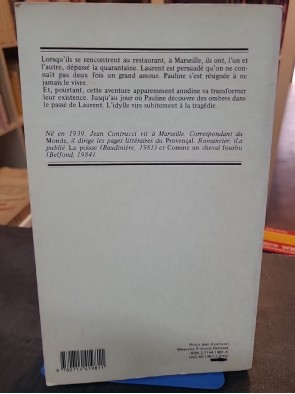 Lorsqu'ils se rencontrent au restaurant, à Marseille, ils ont, l'un et
l'autre, dépassé la quarantaine. Laurent est persuadé qu'on ne con-
naît pas deux fois un grand amour. Pauline s'est résignée à ne
jamais le vivre.
Et, pourtant, cette aventure apparemment anodine va transformer
leur existence. Jusqu'au jour où Pauline découvre des ombres dans
le passé de Laurent. L'idylle vire subitement à la tragédie.
Né en 1939, Jean Contrucci vit à Marseille. Correspondant du
Monde, il dirige les pages littéraires du Provençal. Romancier, il a
publié La poisse (Baudinière, 1981) et Comme un cheval fourbu
(Belfond, 1984).
Photo Jean Contrucci